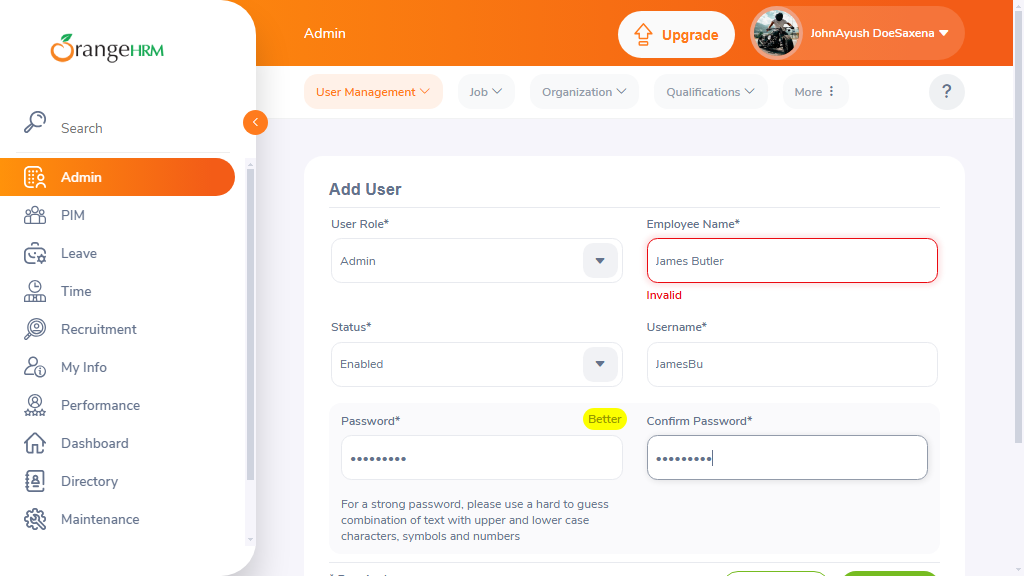 OrangeHRM
Search
Admin
PIM
Leave
Time
Recruitment
My Info
Performance
Dashboard
Directory
Maintenance
Admin
Upgrade
JohnAyush DoeSaxena
User Management
Job
Organization
Qualifications
More
?
Add User
User Role*
Admin
Employee Name*
James Butler
Invalid
Status*
Enabled
Username*
JamesBu
Password*
Better
Confirm Password*
For a strong password, please use a hard to guess
combination of text with upper and lower case
characters, symbols and numbers